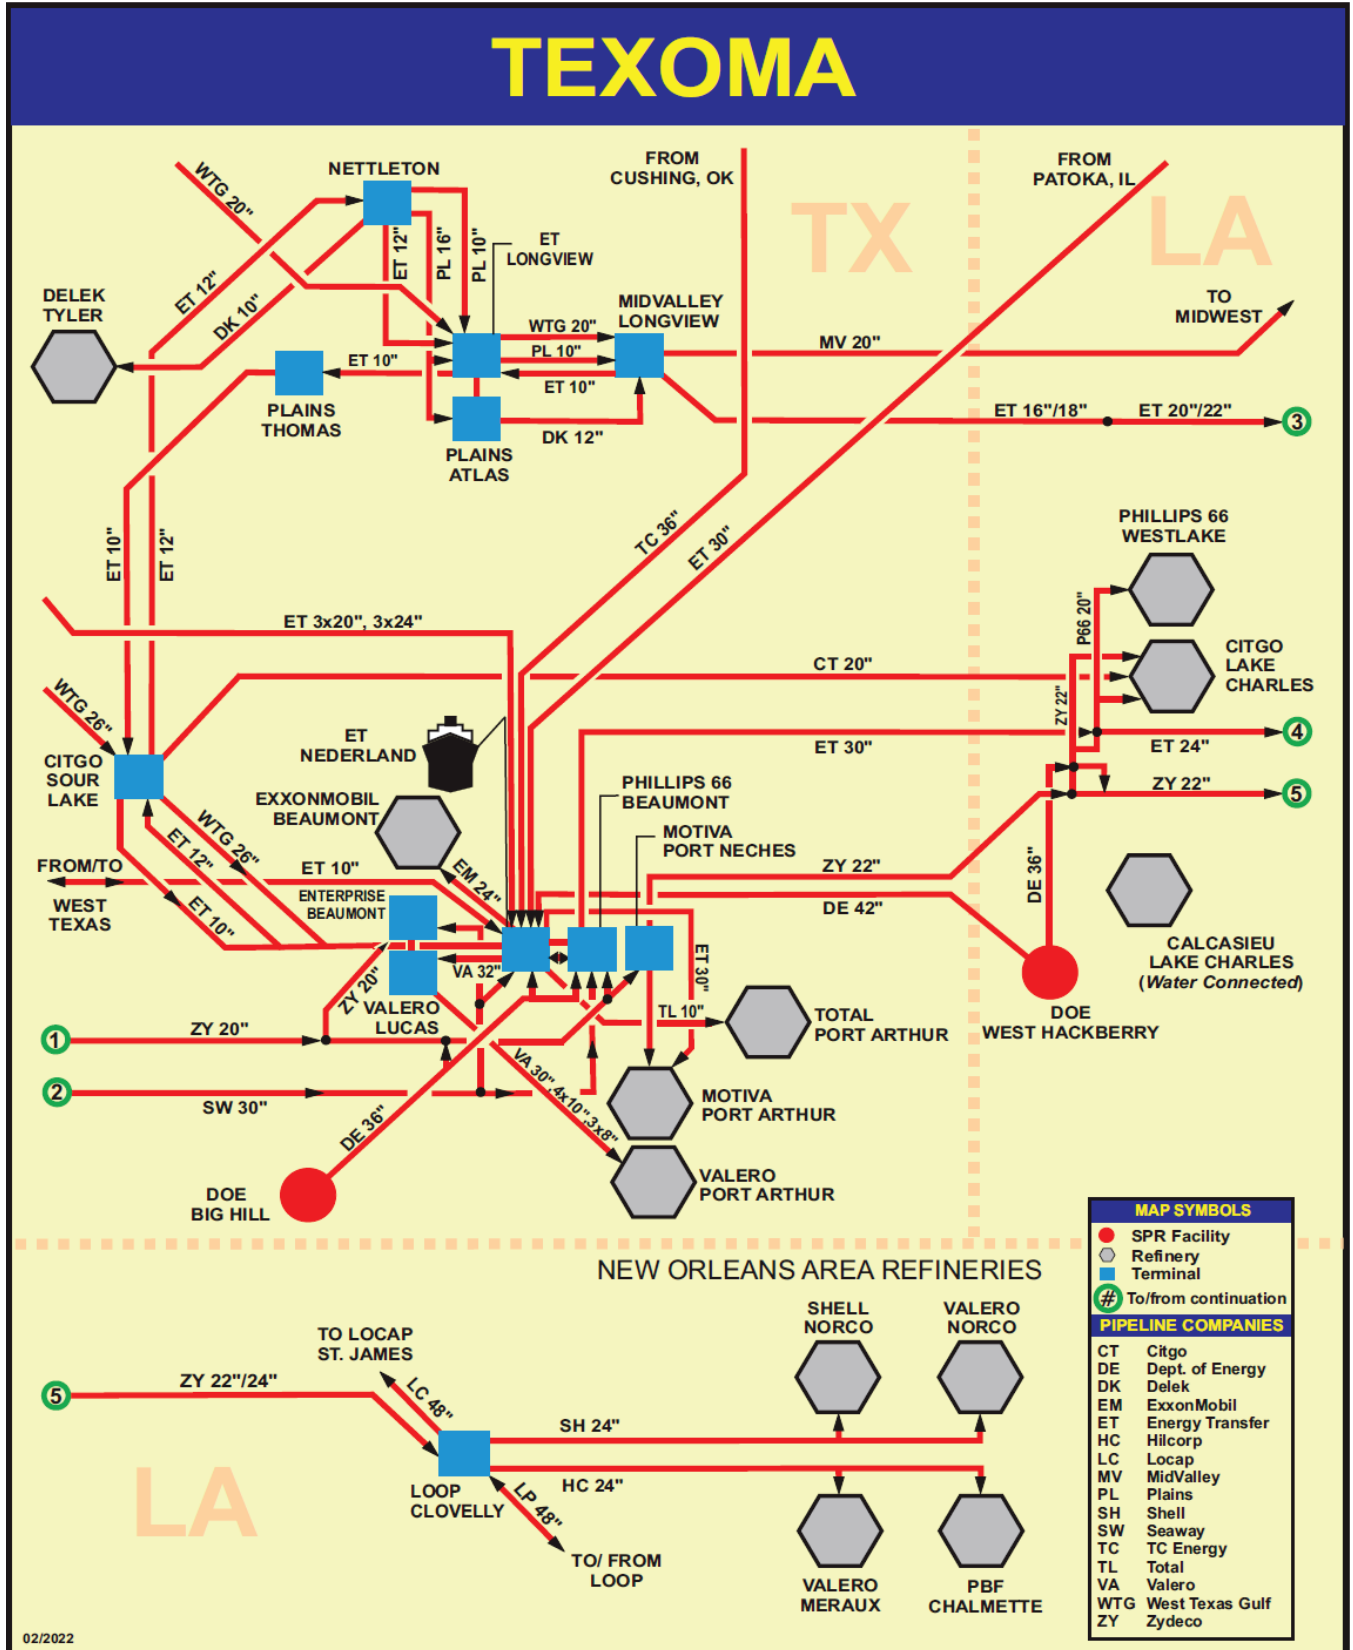 TEXOMA
NETTLETON
FROM
CUSHING, OK
FROM
PATOKA, IL
TX
LA
WTG 20"
ET 12"
PL 16"
PL 10"
ET
LONGVIEW
ET 12"
DK 10"
DELEK
TYLER
MIDVALLEY
LONGVIEW
TO
MIDWEST
WTG 20"
PL 10"
ET 10"
MV 20"
ET 10"
PLAINS
THOMAS
DK 12"
PLAINS
ATLAS
ET 16"/18"
ET 20"/22"
3
ET 10"
ET 12"
TC 36"
ET 30"
PHILLIPS 66
WESTLAKE
ET 3x20", 3x24"
P66 20"
CITGO
LAKE
CHARLES
CT 20"
WTG 26"
ZY 22"
ET
NEDERLAND
ET 30"
ET 24"
4
CITGO
SOUR
LAKE
EXXONMOBIL
BEAUMONT
PHILLIPS 66
BEAUMONT
ZY 22"
5
WTG 26"
ET 12"
MOTIVA
PORT NECHES
FROM/TO
WEST
TEXAS
ET 10"
EM 24"
ZY 22"
DE 36"
ET 10"
ENTERPRISE
BEAUMONT
DE 42"
CALCASIEU
LAKE CHARLES
(Water Connected)
VA 32"
ET 30"
ZY 20"
VALERO
LUCAS
TL 10"
TOTAL
PORT ARTHUR
DOE
WEST HACKBERRY
1
ZY 20"
2
SW 30"
VA 30",4x10",3x8"
MOTIVA
PORT ARTHUR
DE 36"
VALERO
PORT ARTHUR
DOE
BIG HILL
MAP SYMBOLS
SPR Facility
Refinery
Terminal
# To/from continuation
PIPELINE COMPANIES
CT Citgo
DE Dept. of Energy
DK Delek
EM ExxonMobil
ET Energy Transfer
HC Hilcorp
LC Locap
MV MidValley
PL Plains
SH Shell
SW Seaway
TC TC Energy
TL Total
VA Valero
WTG West Texas Gulf
ZY Zydeco
NEW ORLEANS AREA REFINERIES
SHELL
NORCO
VALERO
NORCO
TO LOCAP
ST. JAMES
5
ZY 22"/24"
LC 48"
SH 24"
LA
LOOP
CLOVELLY
HC 24"
LP 48"
TO/ FROM
LOOP
VALERO
MERAUX
PBF
CHALMETTE
02/2022